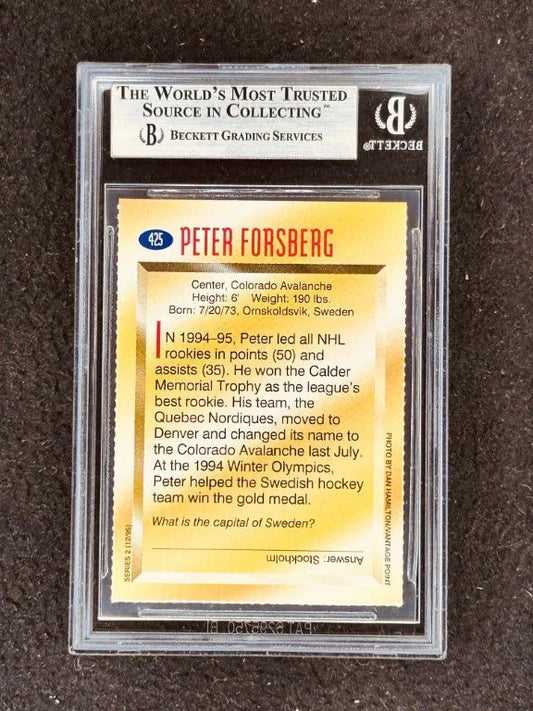 THE WORLD'S MOST TRUSTED
SOURCE IN COLLECTING™
B BECKETT GRADING SERVICES
B
BECKETT®
425 PETER FORSBERG
Center, Colorado Avalanche
Height: 6' Weight: 190 lbs.
Born: 7/20/73, Ornskoldsvik, Sweden
IN 1994–95, Peter led all NHL
rookies in points (50) and
assists (35). He won the Calder
Memorial Trophy as the league's
best rookie. His team, the
Quebec Nordiques, moved to
Denver and changed its name to
the Colorado Avalanche last July.
At the 1994 Winter Olympics,
Peter helped the Swedish hockey
team win the gold medal.
What is the capital of Sweden?
Answer: Stockholm
SERIES 2 (12/95)
PHOTO BY DAN HAMILTON/VANTAGE POINT